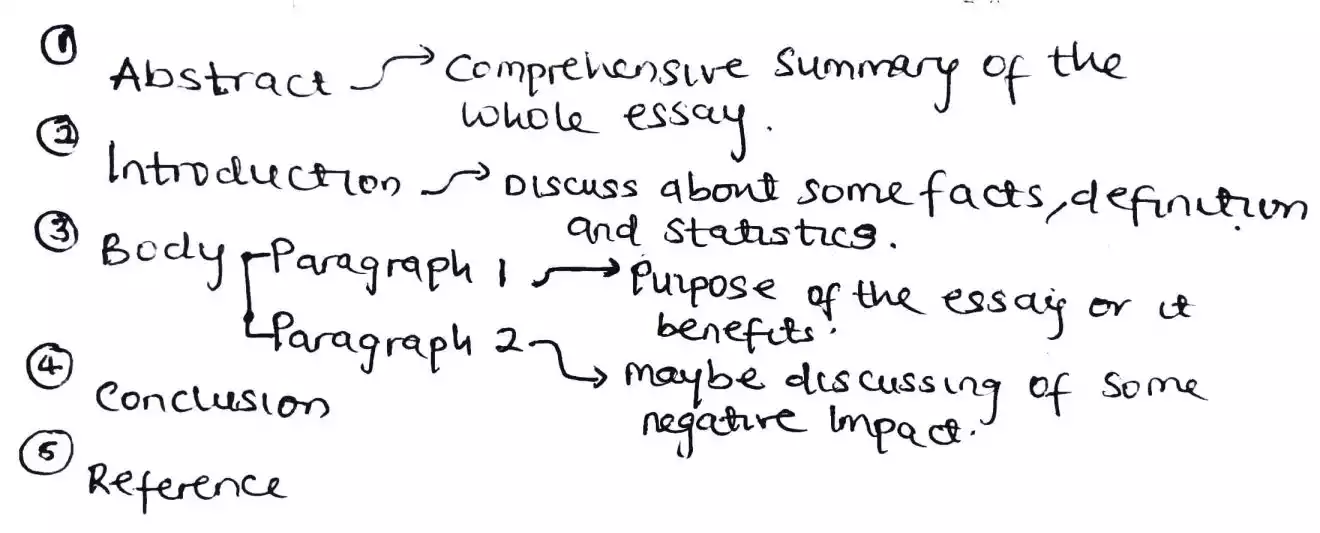 ① Abstract → Comprehensive summary of the
whole essay.
② Introduction → Discuss about some facts, definition
and statistics.
③ Body Paragraph 1 → Purpose of the essay or it
benefits.
Paragraph 2 → maybe discussing of some
negative impact.
④ Conclusion
⑤ Reference